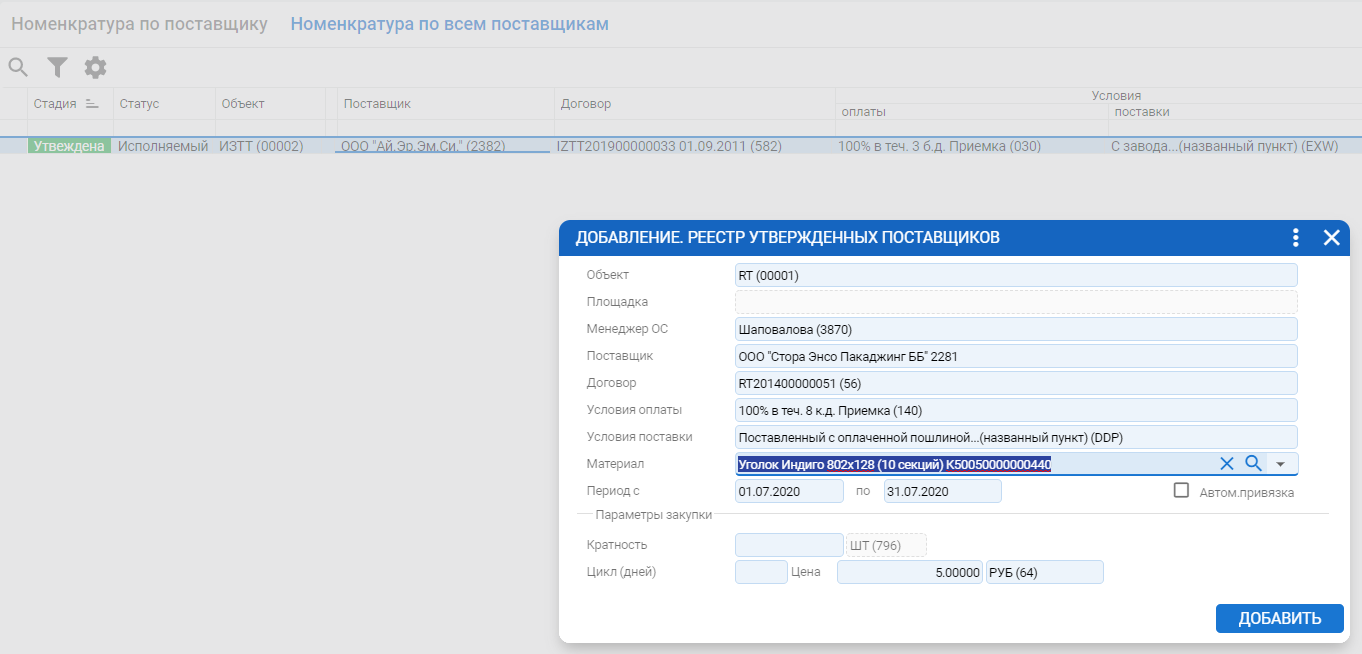 Номенкратура по поставщику Номенкратура по всем поставщикам
Стадия Статус Объект Поставщик Договор Условия
оплаты поставки
Утвеждена Исполняемый ИЗТТ (00002) ООО "Ай.Эр.Эм.Си." (2382) IZTT201900000033 01.09.2011 (582) 100% в теч. 3 б.д. Приемка (030) С завода...(названный пункт) (EXW)
ДОБАВЛЕНИЕ. РЕЕСТР УТВЕРЖДЕННЫХ ПОСТАВЩИКОВ
Объект RT (00001)
Площадка
Менеджер ОС Шаповалова (3870)
Поставщик ООО "Стора Энсо Пакаджинг ББ" 2281
Договор RT201400000051 (56)
Условия оплаты 100% в теч. 8 к.д. Приемка (140)
Условия поставки Поставленный с оплаченной пошлиной...(названный пункт) (DDP)
Материал Уголок Индиго 802х128 (10 секций) К50050000000440
Период с 01.07.2020 по 31.07.2020 Автом.привязка
Параметры закупки
Кратность ШТ (796)
Цикл (дней) Цена 5.00000 РУБ (64)
ДОБАВИТЬ